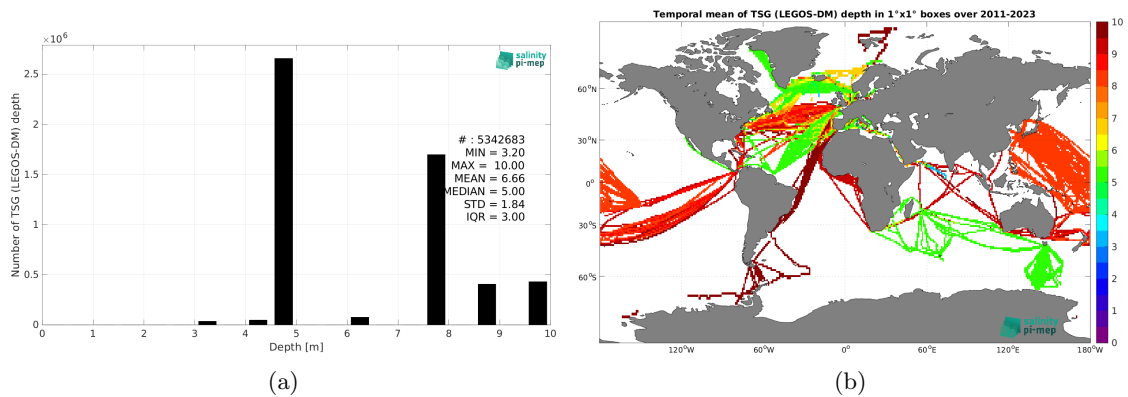 ×10⁶
Number of TSG (LEGOS-DM) depth
2.5
2
1.5
1
0.5
0
0 1 2 3 4 5 6 7 8 9 10
Depth [m]
salinity
pi-mep
# : 5342683
MIN = 3.20
MAX = 10.00
MEAN = 6.66
MEDIAN = 5.00
STD = 1.84
IQR = 3.00
(a)
Temporal mean of TSG (LEGOS-DM) depth in 1°x1° boxes over 2011-2023
60°N
30°N
0°
30°S
60°S
120°W 60°W 0° 60°E 120°E 180°W
salinity
pi-mep
10
9
8
7
6
5
4
3
2
1
0
(b)